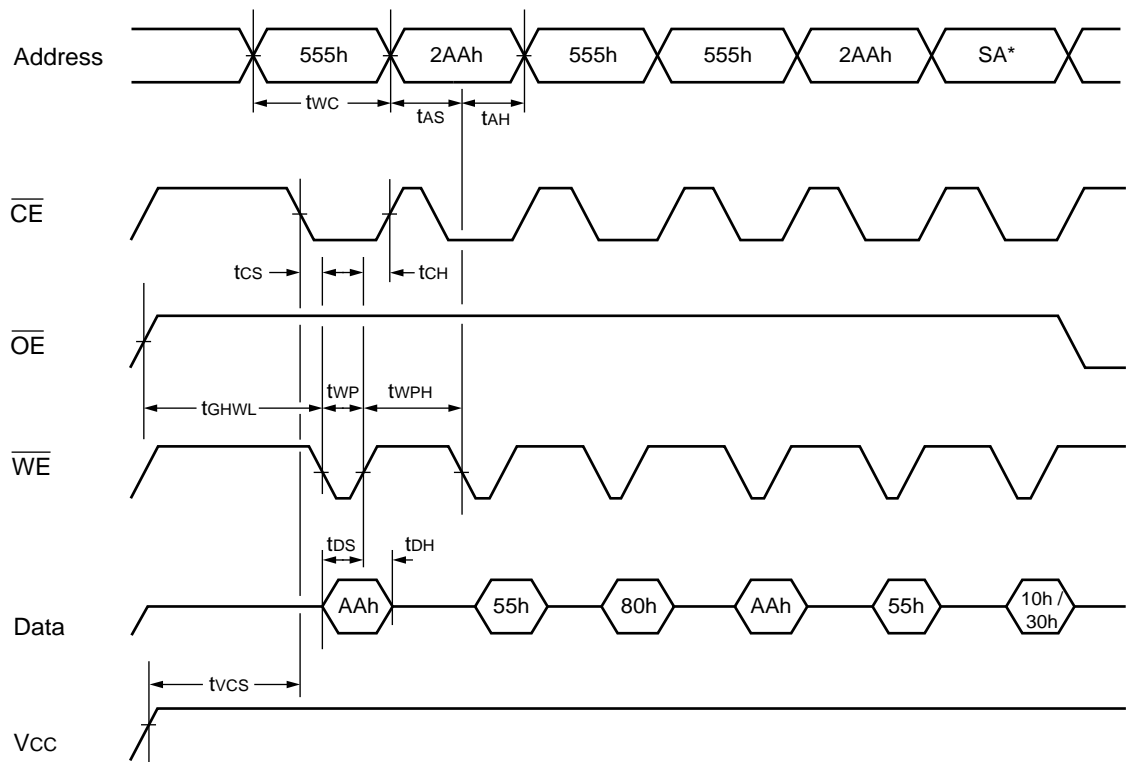 Address 555h 2AAh 555h 555h 2AAh SA*
tWC tAS tAH
CE
tCS tCH
OE
tGHWL tWP tWPH
WE
tDS tDH
Data AAh 55h 80h AAh 55h 10h /
30h
tVCS
VCC